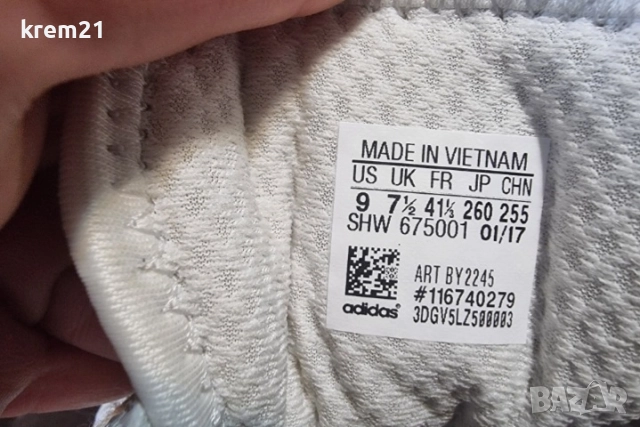 krem21
MADE IN VIETNAM
US UK FR JP CHN
9 7½ 41⅓ 260 255
SHW 675001 01/17
ART BY2245
#116740279
adidas® 3DGV5LZ500003
BAZAR